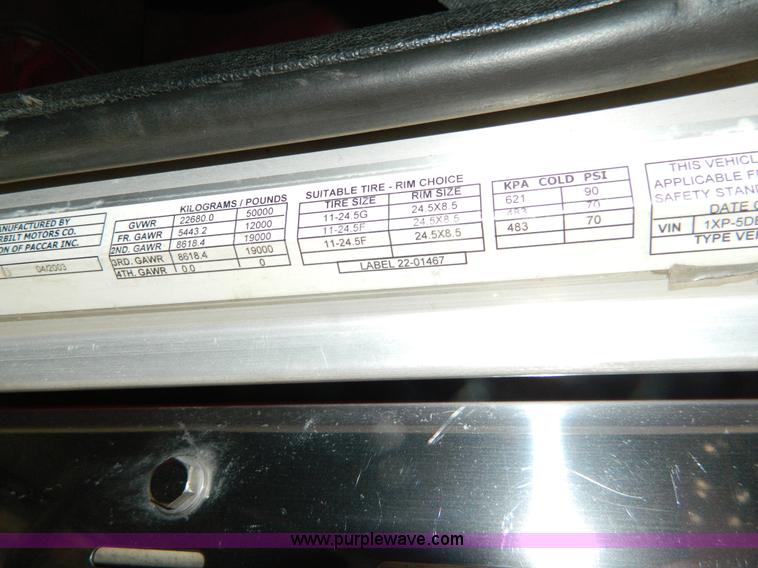 ANUFACTURED BY
RBILT MOTORS CO.
ON OF PACCAR INC.
04/2003
KILOGRAMS / POUNDS
GVWR 22680.0 50000
FR. GAWR 5443.2 12000
2ND. GAWR 8618.4 19000
3RD. GAWR 8618.4 19000
4TH. GAWR 0.0 0
SUITABLE TIRE - RIM CHOICE
TIRE SIZE RIM SIZE
11-24.5G 24.5X8.5
11-24.5F 24.5X8.5
11-24.5F 24.5X8.5
LABEL 22-01467
KPA COLD PSI
621 90
483 70
483 70
THIS VEHICL
APPLICABLE F
SAFETY STAND
DATE O
VIN 1XP-5DB
TYPE VEH
www.purplewave.com